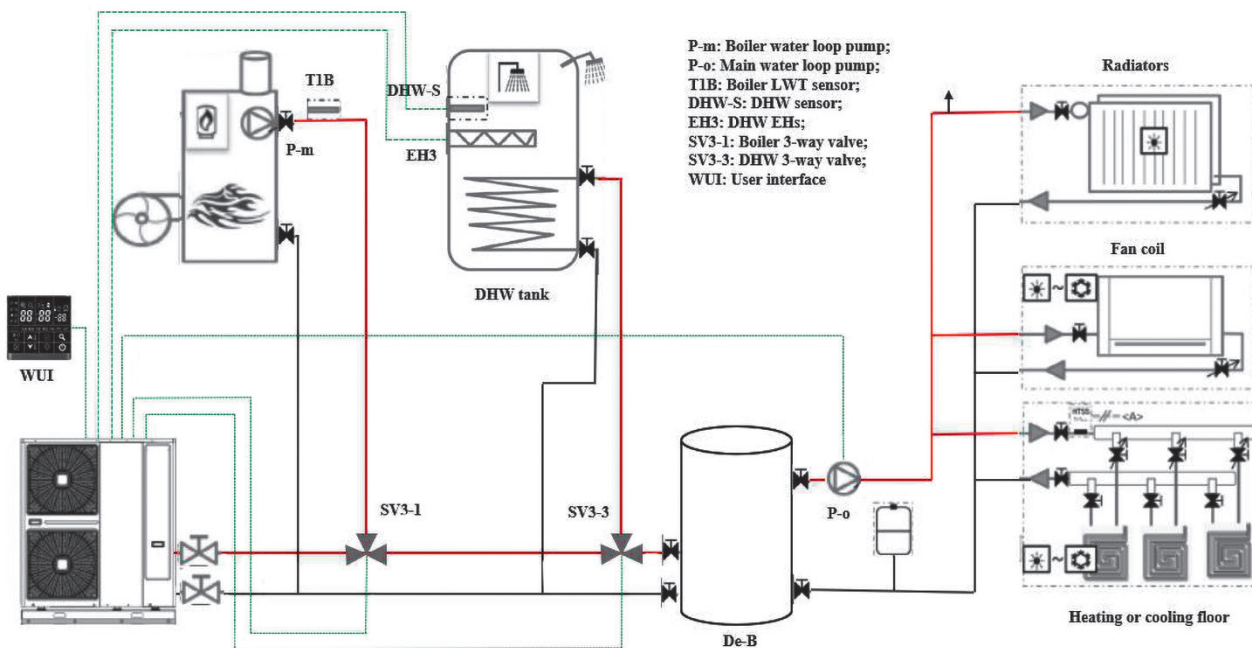 P-m: Boiler water loop pump;
P-o: Main water loop pump;
T1B: Boiler LWT sensor;
DHW-S: DHW sensor;
EH3: DHW EHs;
SV3-1: Boiler 3-way valve;
SV3-3: DHW 3-way valve;
WUI: User interface
Radiators
T1B
DHW-S
P-m
EH3
Fan coil
DHW tank
WUI
88 88
<A>
SV3-1
SV3-3
P-o
De-B
Heating or cooling floor